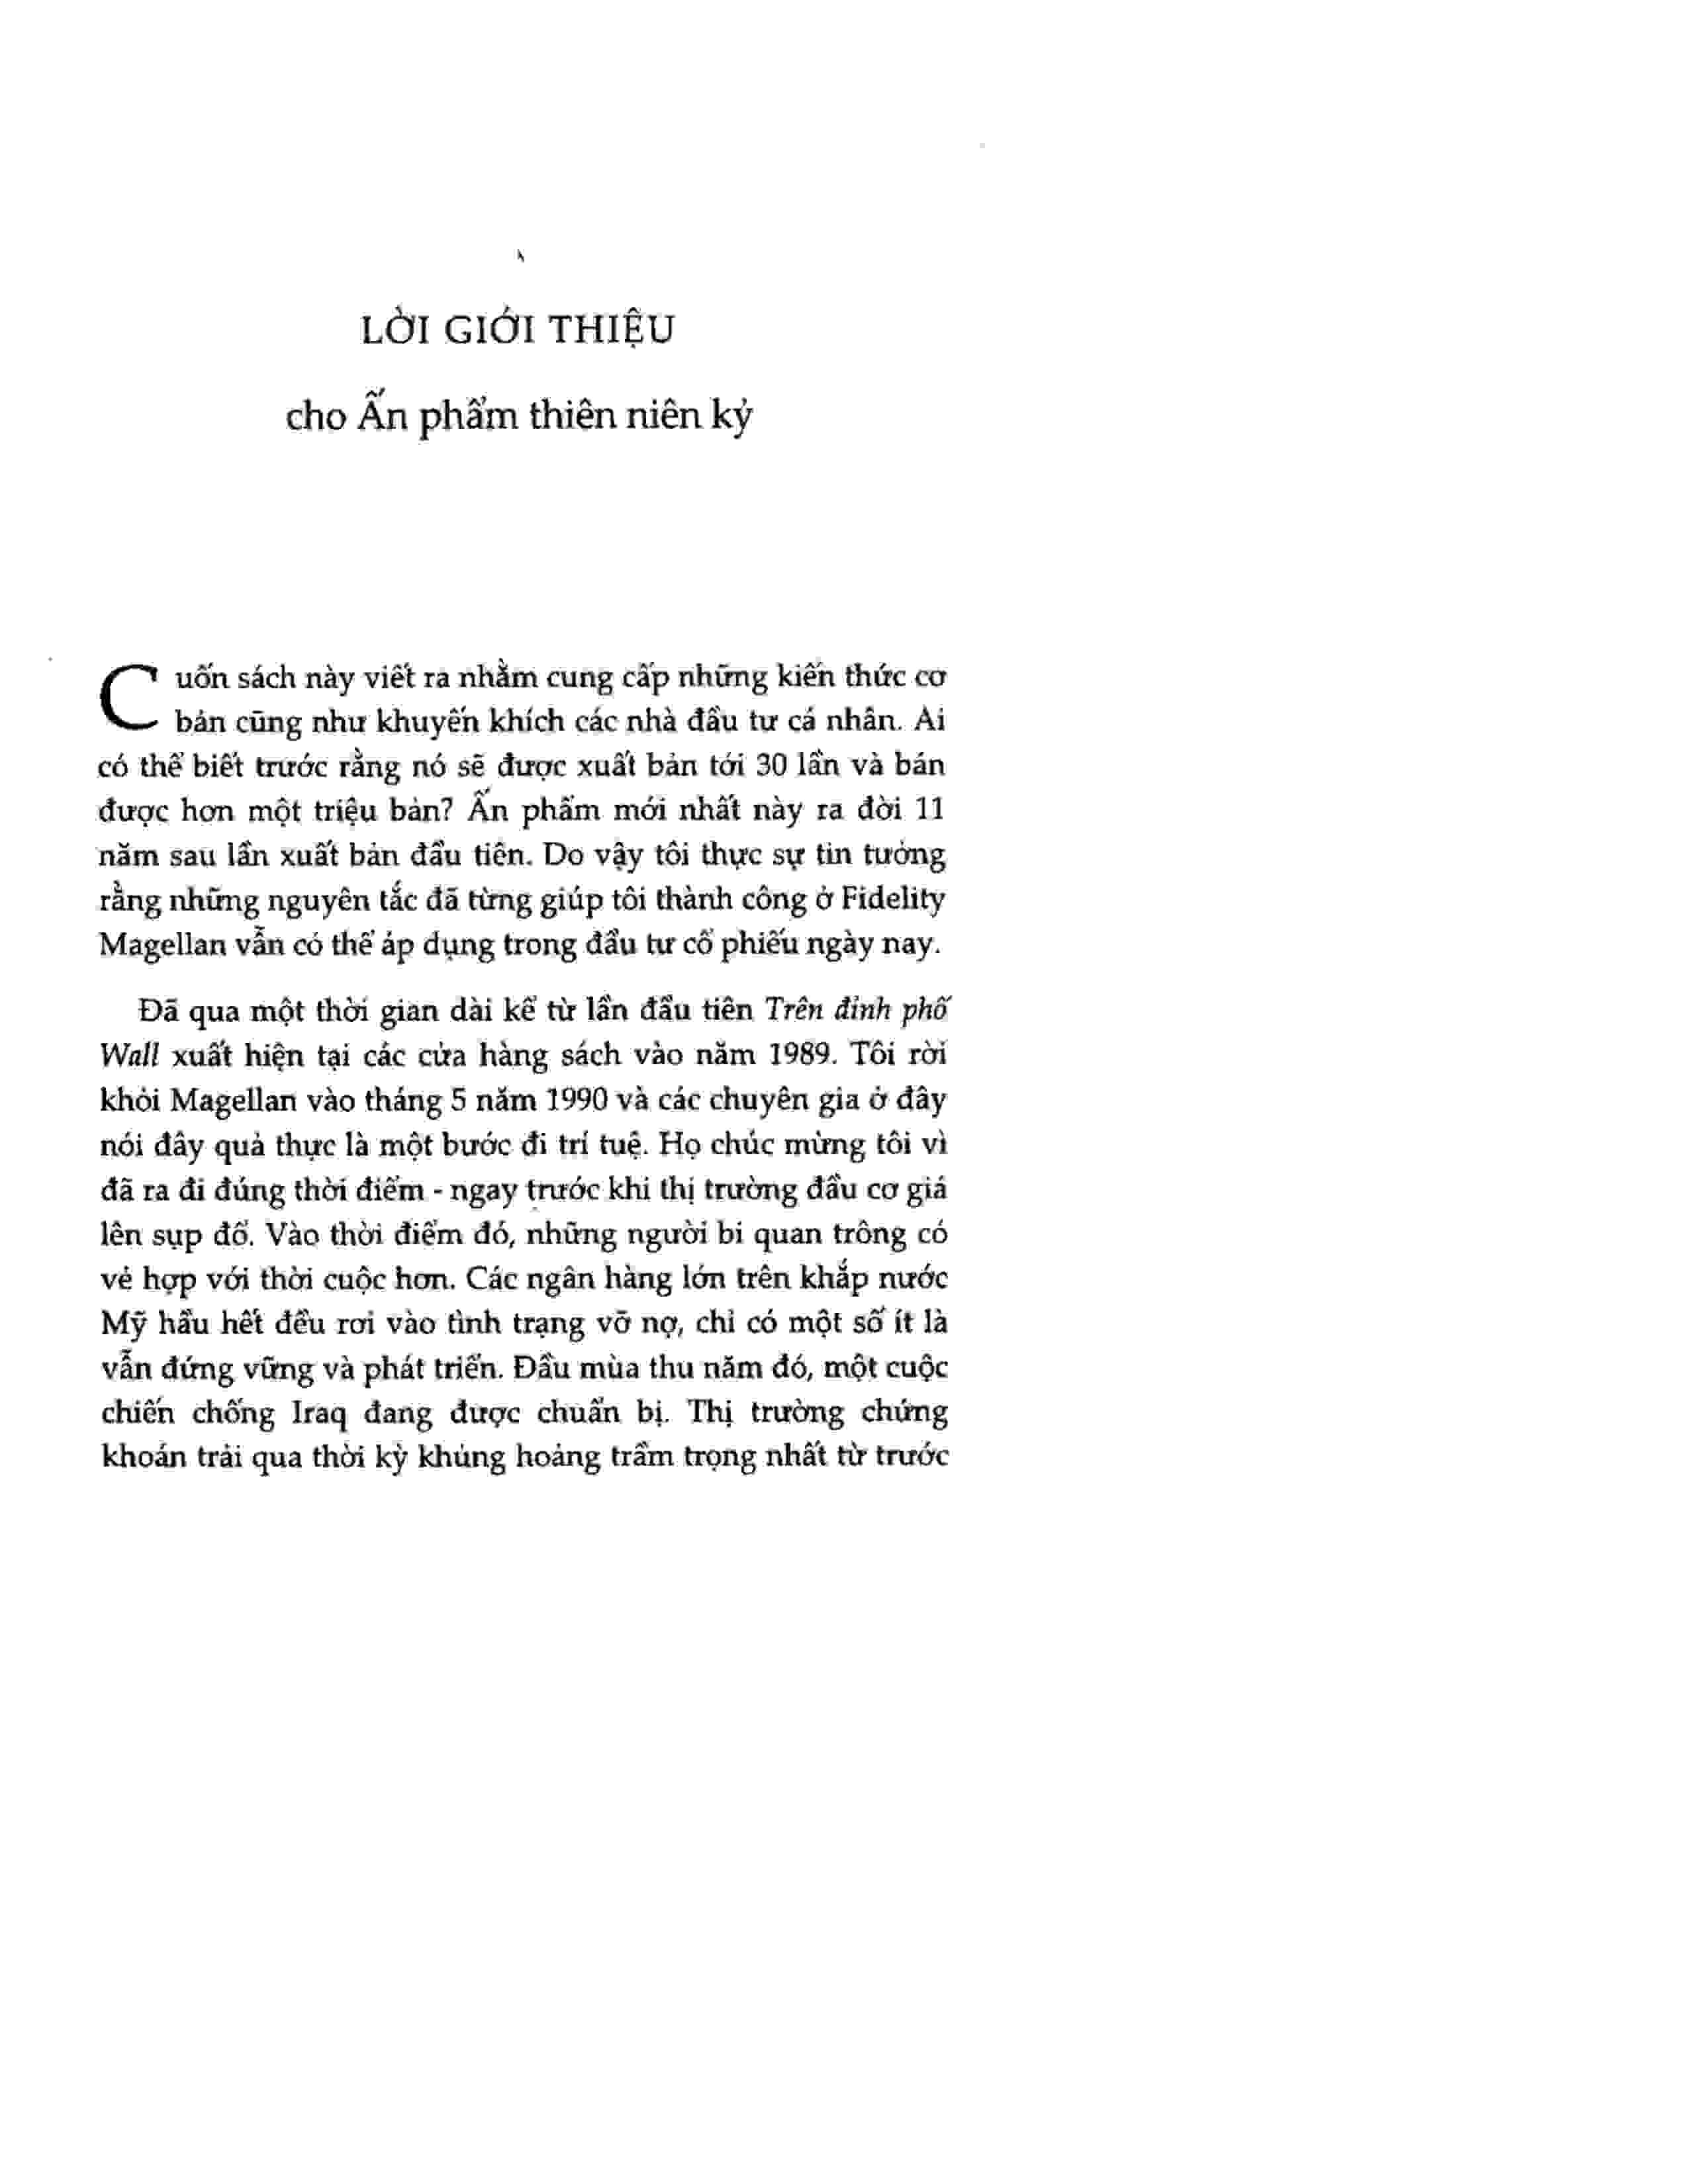 LỜI GIỚI THIỆU
cho Ấn phẩm thiên niên kỷ
Cuốn sách này viết ra nhằm cung cấp những kiến thức cơ
bản cũng như khuyến khích các nhà đầu tư cá nhân. Ai
có thể biết trước rằng nó sẽ được xuất bản tới 30 lần và bán
được hơn một triệu bản? Ấn phẩm mới nhất này ra đời 11
năm sau lần xuất bản đầu tiên. Do vậy tôi thực sự tin tưởng
rằng những nguyên tắc đã từng giúp tôi thành công ở Fidelity
Magellan vẫn có thể áp dụng trong đầu tư cổ phiếu ngày nay.
Đã qua một thời gian dài kể từ lần đầu tiên Trên đỉnh phố
Wall xuất hiện tại các cửa hàng sách vào năm 1989. Tôi rời
khỏi Magellan vào tháng 5 năm 1990 và các chuyên gia ở đây
nói đây quả thực là một bước đi trí tuệ. Họ chúc mừng tôi vì
đã ra đi đúng thời điểm - ngay trước khi thị trường đầu cơ giá
lên sụp đổ. Vào thời điểm đó, những người bi quan trông có
vẻ hợp với thời cuộc hơn. Các ngân hàng lớn trên khắp nước
Mỹ hầu hết đều rơi vào tình trạng vỡ nợ, chỉ có một số ít là
vẫn đứng vững và phát triển. Đầu mùa thu năm đó, một cuộc
chiến chống Iraq đang được chuẩn bị. Thị trường chứng
khoán trải qua thời kỳ khủng hoảng trầm trọng nhất từ trước